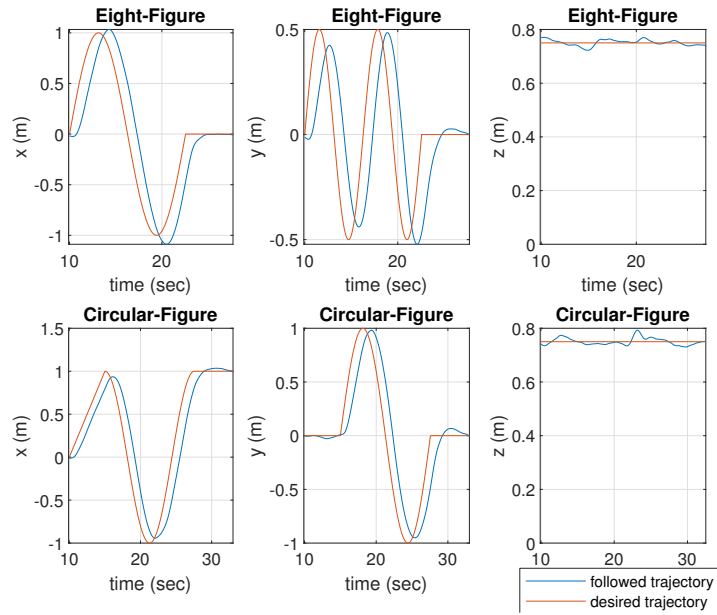 Eight-Figure
Eight-Figure
Eight-Figure
1
0.5
0
-0.5
-1
x (m)
10
20
time (sec)
0.5
0
-0.5
y (m)
10
20
time (sec)
0.8
0.6
0.4
0.2
0
z (m)
10
20
time (sec)
Circular-Figure
Circular-Figure
Circular-Figure
1.5
1
0.5
0
-0.5
-1
x (m)
10
20
30
time (sec)
1
0.5
0
-0.5
-1
y (m)
10
20
30
time (sec)
0.8
0.6
0.4
0.2
0
z (m)
10
20
30
followed trajectory
desired trajectory